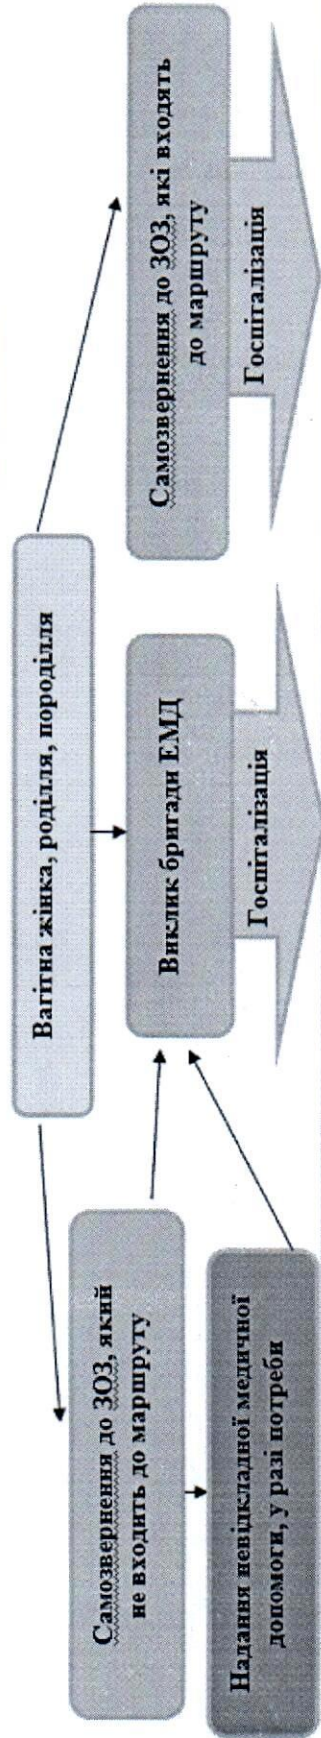 Вагітна жінка, роділля, породілля
Самозвернення до ЗОЗ, який
не входить до маршруту
Виклик бригади ЕМД
Самозвернення до ЗОЗ, які входять
до маршруту
Надання невідкладної медичної
допомоги, у разі потреби
Госпіталізація
Госпіталізація